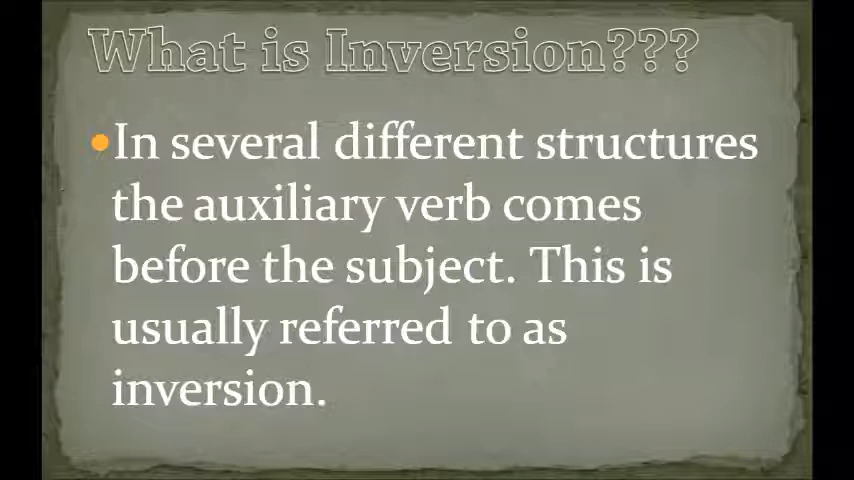 What is Inversion???
•In several different structures
the auxiliary verb comes
before the subject. This is
usually referred to as
inversion.